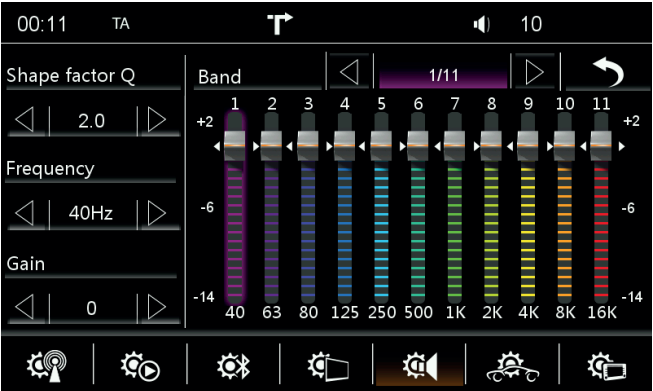 00:11 TA 10
Shape factor Q
2.0
Frequency
40Hz
Gain
0
Band 1/11
1 2 3 4 5 6 7 8 9 10 11
+2 +2
-6 -6
-14 -14
40 63 80 125 250 500 1K 2K 4K 8K 16K